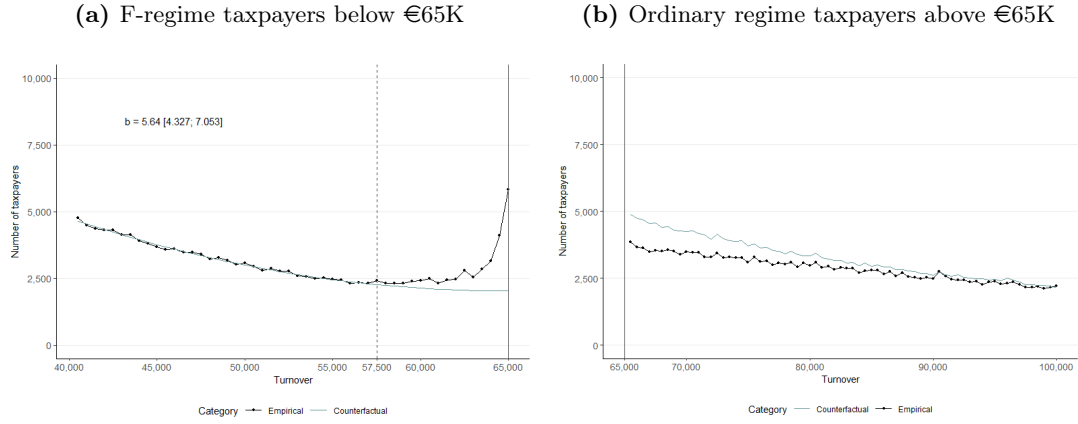 (a) F-regime taxpayers below €65K
10,000
7,500
5,000
2,500
0
Number of taxpayers
b = 5.64 [4.327; 7.053]
40,000 45,000 50,000 55,000 57,500 60,000 65,000
Turnover
Category Empirical Counterfactual
(b) Ordinary regime taxpayers above €65K
10,000
7,500
5,000
2,500
0
Number of taxpayers
65,000 70,000 80,000 90,000 100,000
Turnover
Category Counterfactual Empirical